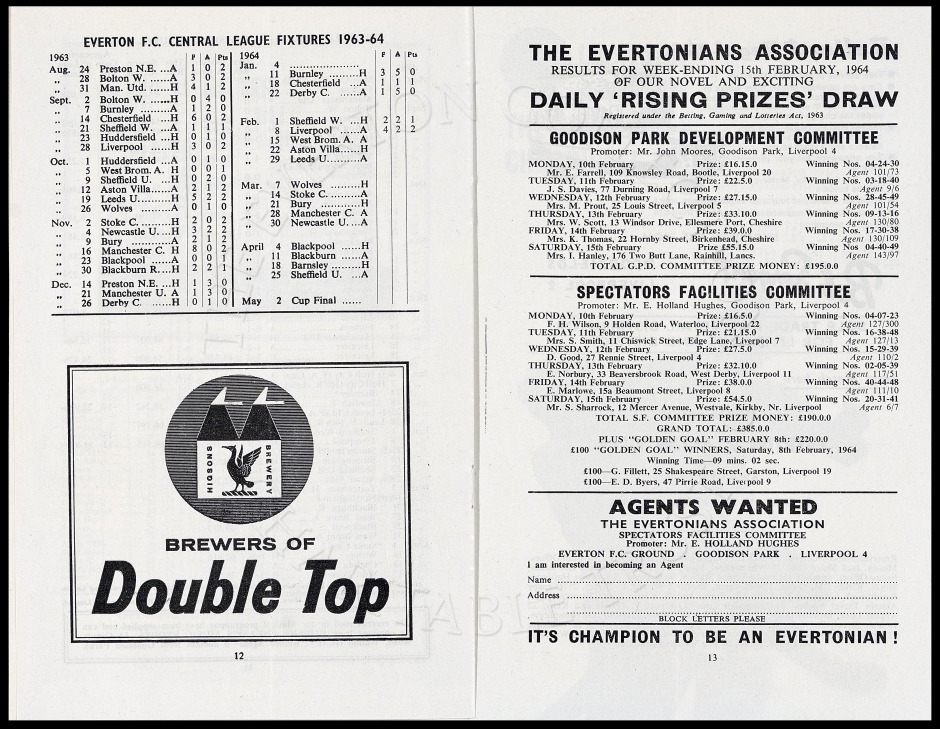 EVERTON F.C. CENTRAL LEAGUE FIXTURES 1963-64
1963 F A Pts
Aug. 24 Preston N.E. ...A 1 0 2
,, 28 Bolton W. ......A 3 0 2
,, 31 Man. Utd. ......H 4 1 2
Sept. 2 Bolton W. ......H 0 4 0
,, 7 Burnley .........A 1 2 0
,, 14 Chesterfield ...H 6 0 2
,, 21 Sheffield W. ...A 1 1 1
,, 23 Huddersfield ...H 0 1 0
,, 28 Liverpool ......H 3 0 2
Oct. 1 Huddersfield ...A 0 1 0
,, 5 West Brom. A. H 0 0 1
,, 9 Sheffield U. ...H 0 2 0
,, 12 Aston Villa......A 2 1 2
,, 19 Leeds U..........H 5 2 2
,, 26 Wolves .........A 0 1 0
Nov. 2 Stoke C. .........H 2 0 2
,, 4 Newcastle U. ...H 3 2 2
,, 9 Bury ............A 2 1 2
,, 16 Manchester C. H 8 0 2
,, 23 Blackpool ......A 0 0 1
,, 30 Blackburn R....H 2 2 1
Dec. 14 Preston N.E. ...H 1 3 0
,, 21 Manchester U. A 1 3 0
,, 26 Derby C. ......H 0 1 0
1964 F A Pts
Jan. 4 ........................
,, 11 Burnley .........H 3 5 0
,, 18 Chesterfield ...A 1 1 1
,, 22 Derby C. ......A 1 5 0
Feb. 1 Sheffield W. ...H 2 2 1
,, 8 Liverpool ......A 4 2 2
,, 15 West Brom. A. A
,, 22 Aston Villa......H
,, 29 Leeds U..........A
Mar. 7 Wolves .........H
,, 14 Stoke C. .........A
,, 21 Bury ............H
,, 28 Manchester C. A
,, 30 Newcastle U. ...A
April 4 Blackpool ......H
,, 11 Blackburn ......A
,, 18 Barnsley .........H
,, 25 Sheffield U. ...A
May 2 Cup Final ......
HIGSONS BREWERY
BREWERS OF
Double Top
12
THE EVERTONIANS ASSOCIATION
RESULTS FOR WEEK-ENDING 15th FEBRUARY, 1964
OF OUR NOVEL AND EXCITING
DAILY 'RISING PRIZES' DRAW
Registered under the Betting, Gaming and Lotteries Act, 1963
GOODISON PARK DEVELOPMENT COMMITTEE
Promoter: Mr. John Moores, Goodison Park, Liverpool 4
MONDAY, 10th February Prize: £16.15.0 Winning Nos. 04-24-30
Mr. E. Farrell, 109 Knowsley Road, Bootle, Liverpool 20 Agent 101/73
TUESDAY, 11th February Prize: £22.5.0 Winning Nos. 03-18-40
J. S. Davies, 77 Durning Road, Liverpool 7 Agent 9/6
WEDNESDAY, 12th February Prize: £27.15.0 Winning Nos. 28-45-49
Mrs. M. Prout, 25 Louis Street, Liverpool 5 Agent 101/54
THURSDAY, 13th February Prize: £33.10.0 Winning Nos. 09-13-16
Mrs. W. Scott, 13 Windsor Drive, Ellesmere Port, Cheshire Agent 130/80
FRIDAY, 14th February Prize: £39.0.0 Winning Nos. 17-30-38
Mrs. K. Thomas, 22 Hornby Street, Birkenhead, Cheshire Agent 130/109
SATURDAY, 15th February Prize: £55.15.0 Winning Nos. 04-40-49
Mrs. I. Hanley, 176 Two Butt Lane, Rainhill, Lancs. Agent 143/97
TOTAL G.P.D. COMMITTEE PRIZE MONEY: £195.0.0
SPECTATORS FACILITIES COMMITTEE
Promoter: Mr. E. Holland Hughes, Goodison Park, Liverpool 4
MONDAY, 10th February Prize: £16.5.0 Winning Nos. 04-07-23
F. H. Wilson, 9 Holden Road, Waterloo, Liverpool 22 Agent 127/300
TUESDAY, 11th February Prize: £21.15.0 Winning Nos. 16-38-48
Mrs. S. Smith, 11 Chiswick Street, Edge Lane, Liverpool 7 Agent 127/13
WEDNESDAY, 12th February Prize: £27.5.0 Winning Nos. 15-29-39
D. Good, 27 Rennie Street, Liverpool 4 Agent 110/2
THURSDAY, 13th February Prize: £32.10.0 Winning Nos. 02-05-39
E. Norbury, 33 Beaversbrook Road, West Derby, Liverpool 11 Agent 117/51
FRIDAY, 14th February Prize: £38.0.0 Winning Nos. 40-44-48
E. Marlowe, 15a Beaumont Street, Liverpool 8 Agent 111/10
SATURDAY, 15th February Prize: £54.5.0 Winning Nos. 20-31-41
Mr. S. Sharrock, 12 Mercer Avenue, Westvale, Kirkby, Nr. Liverpool Agent 6/7
TOTAL S.F. COMMITTEE PRIZE MONEY: £190.0.0
GRAND TOTAL: £385.0.0
PLUS "GOLDEN GOAL" FEBRUARY 8th: £220.0.0
£100 "GOLDEN GOAL" WINNERS, Saturday, 8th February, 1964
Winning Time—09 mins. 02 sec.
£100—G. Fillett, 25 Shakespeare Street, Garston, Liverpool 19
£100—E. D. Byers, 47 Pirrie Road, Liverpool 9
AGENTS WANTED
THE EVERTONIANS ASSOCIATION
SPECTATORS FACILITIES COMMITTEE
Promoter: Mr. E. HOLLAND HUGHES
EVERTON F.C. GROUND . GOODISON PARK . LIVERPOOL 4
I am interested in becoming an Agent
Name
Address
BLOCK LETTERS PLEASE
IT'S CHAMPION TO BE AN EVERTONIAN !
13